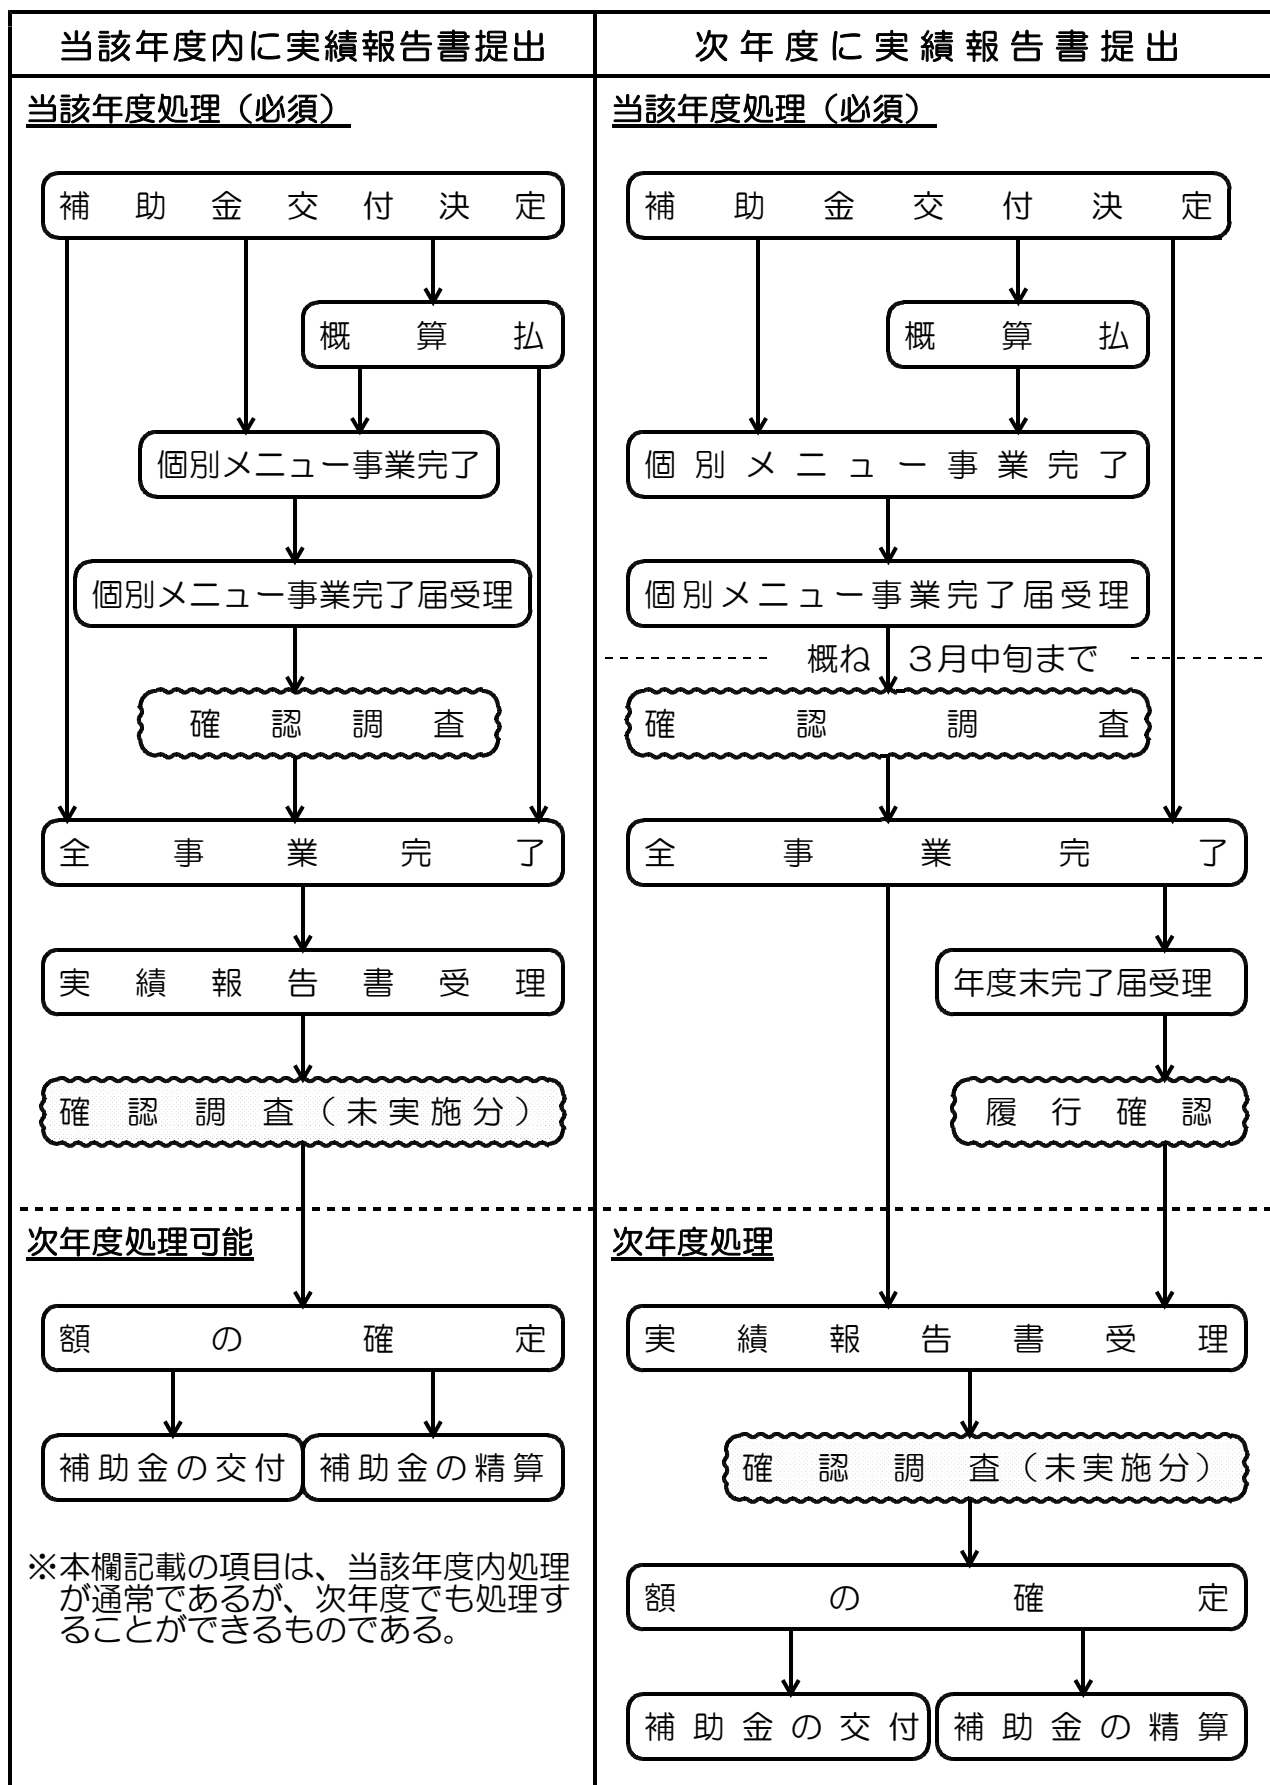 当該年度内に実績報告書提出
当該年度処理（必須）
補助金交付決定
概算払
個別メニュー事業完了
個別メニュー事業完了届受理
確認調査
全事業完了
実績報告書受理
確認調査（未実施分）
次年度処理可能
額の確定
補助金の交付
補助金の精算
※本欄記載の項目は、当該年度内処理
が通常であるが、次年度でも処理す
ることができるものである。
次年度に実績報告書提出
当該年度処理（必須）
補助金交付決定
概算払
個別メニュー事業完了
個別メニュー事業完了届受理
概ね　３月中旬まで
確認調査
全事業完了
年度末完了届受理
履行確認
次年度処理
実績報告書受理
確認調査（未実施分）
額の確定
補助金の交付
補助金の精算